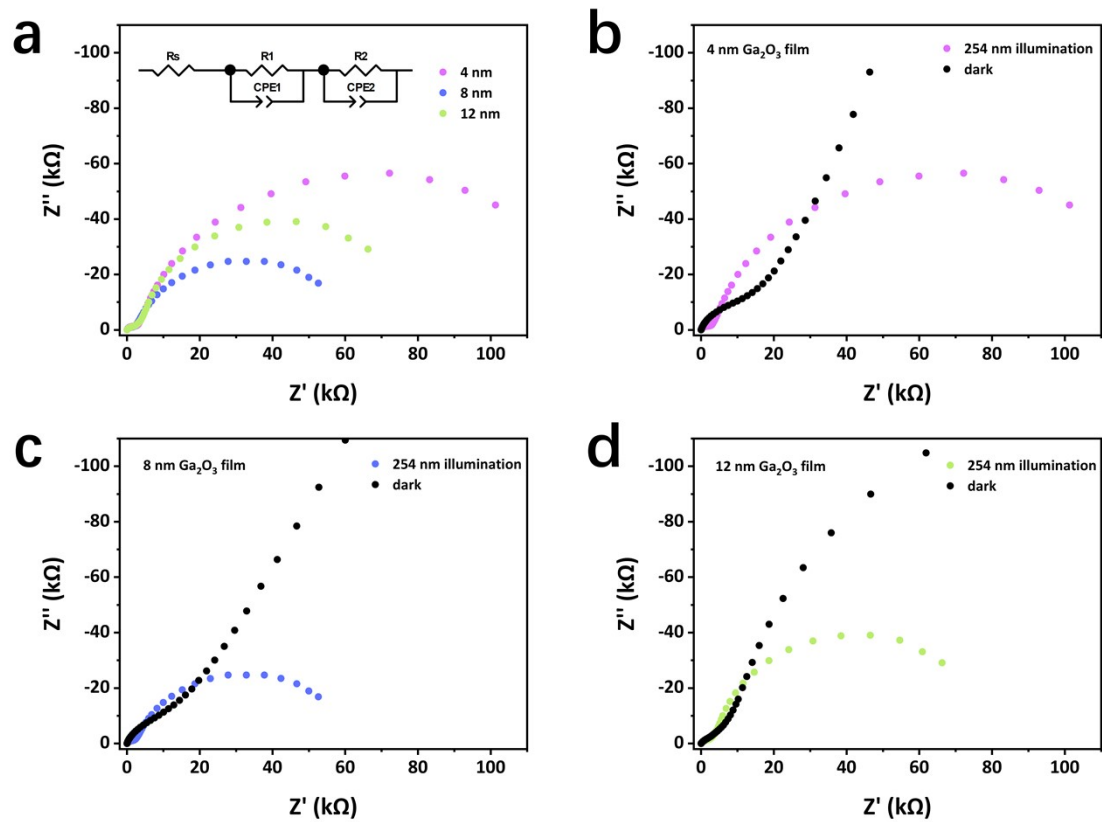 a
-100
-80
-60
-40
-20
0
Z'' (kΩ)
Rs
R1
R2
CPE1
CPE2
4 nm
8 nm
12 nm
0 20 40 60 80 100
Z' (kΩ)
b
-100
-80
-60
-40
-20
0
Z'' (kΩ)
4 nm Ga₂O₃ film
254 nm illumination
dark
0 20 40 60 80 100
Z' (kΩ)
c
-100
-80
-60
-40
-20
0
Z'' (kΩ)
8 nm Ga₂O₃ film
254 nm illumination
dark
0 20 40 60 80 100
Z' (kΩ)
d
-100
-80
-60
-40
-20
0
Z'' (kΩ)
12 nm Ga₂O₃ film
254 nm illumination
dark
0 20 40 60 80 100
Z' (kΩ)